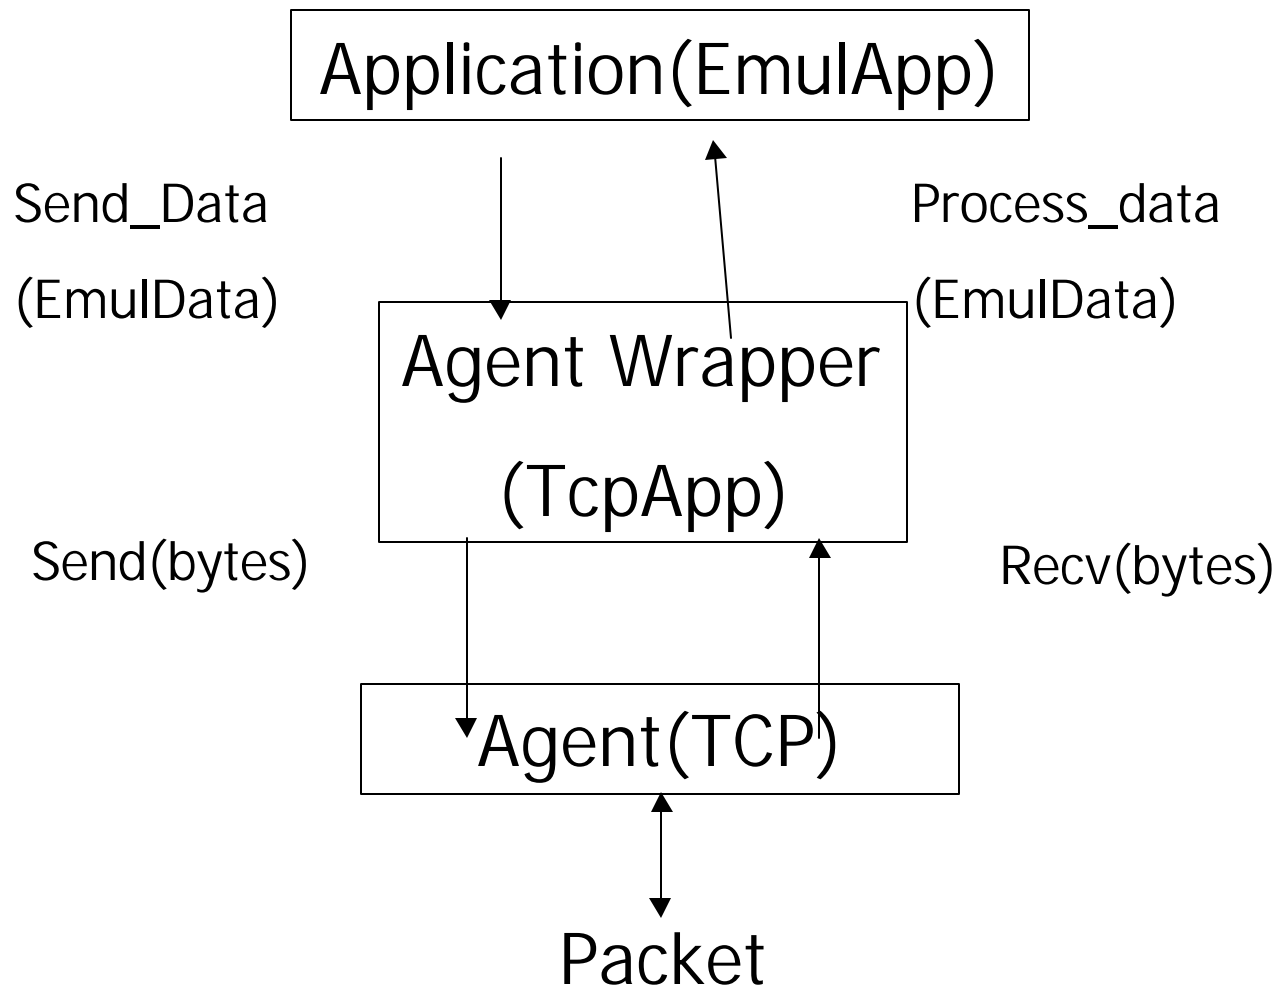 Application(EmulApp)
Send_Data
(EmulData)
Process_data
(EmulData)
Agent Wrapper
(TcpApp)
Send(bytes)
Recv(bytes)
Agent(TCP)
Packet